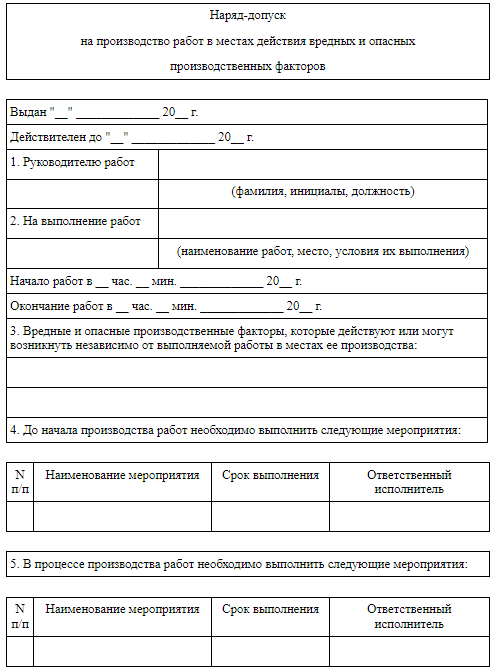 Наряд-допуск
на производство работ в местах действия вредных и опасных
производственных факторов
Выдан "__" _____________ 20__ г.
Действителен до "__" _____________ 20__ г.
1. Руководителю работ
(фамилия, инициалы, должность)
2. На выполнение работ
(наименование работ, место, условия их выполнения)
Начало работ в __ час. __ мин. _____________ 20__ г.
Окончание работ в __ час. __ мин. _____________ 20__ г.
3. Вредные и опасные производственные факторы, которые действуют или могут
возникнуть независимо от выполняемой работы в местах ее производства:
4. До начала производства работ необходимо выполнить следующие мероприятия:
N Наименование мероприятия Срок выполнения Ответственный
п/п исполнитель
5. В процессе производства работ необходимо выполнить следующие мероприятия:
N Наименование мероприятия Срок выполнения Ответственный
п/п исполнитель